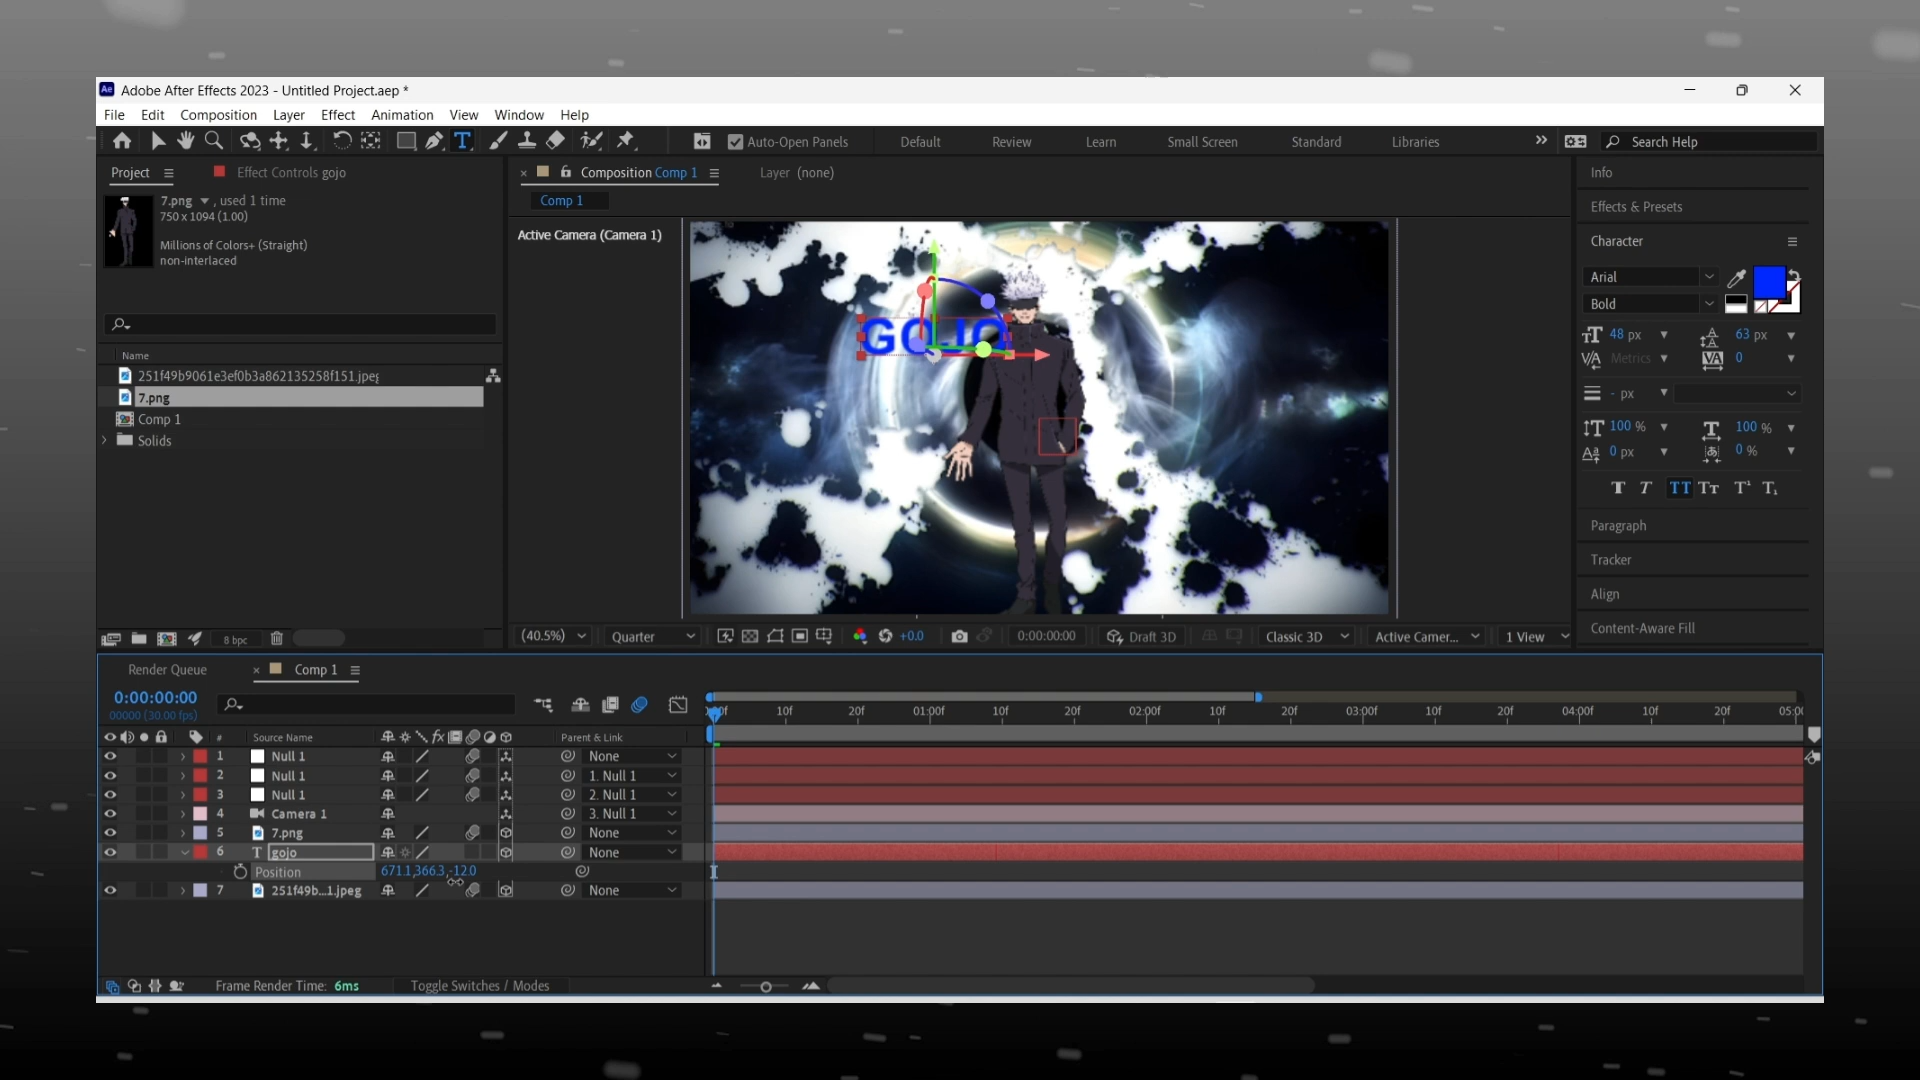 Ae Adobe After Effects 2023 - Untitled Project.aep *
File Edit Composition Layer Effect Animation View Window Help
Auto-Open Panels Default Review Learn Small Screen Standard Libraries Search Help
Project Effect Controls gojo
7.png , used 1 time
750 x 1094 (1.00)
Millions of Colors+ (Straight)
non-interlaced
Name
251f49b9061e3ef0b3a862135258f151.jpeg
7.png
Comp 1
Solids
8 bpc
Composition Comp 1 Layer (none)
Comp 1
Active Camera (Camera 1)
GOJO
(40.5%) Quarter +0.0 0:00:00:00 Draft 3D Classic 3D Active Camer... 1 View
Info
Effects & Presets
Character
Arial
Bold
48 px 63 px
Metrics 0
- px
100 % 100 %
0 px 0 %
Paragraph
Tracker
Align
Content-Aware Fill
Render Queue Comp 1
0:00:00:00
00000 (30.00 fps)
10f 20f 01:00f 10f 20f 02:00f 10f 20f 03:00f 10f 20f 04:00f 10f 20f 05:00
# Source Name Parent & Link
1 Null 1 None
2 Null 1 1. Null 1
3 Null 1 2. Null 1
4 Camera 1 3. Null 1
5 7.png None
6 T gojo None
Position 671.1,366.3,-12.0
7 251f49b...1.jpeg None
Frame Render Time: 6ms Toggle Switches / Modes